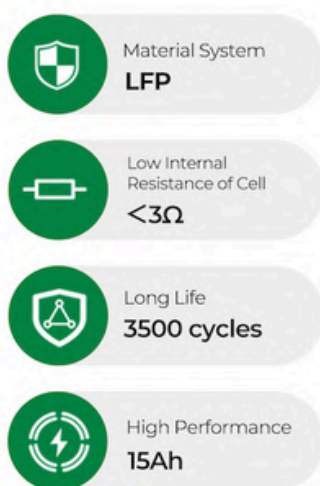 Material System
LFP
Low Internal
Resistance of Cell
<3Ω
Long Life
3500 cycles
High Performance
15Ah